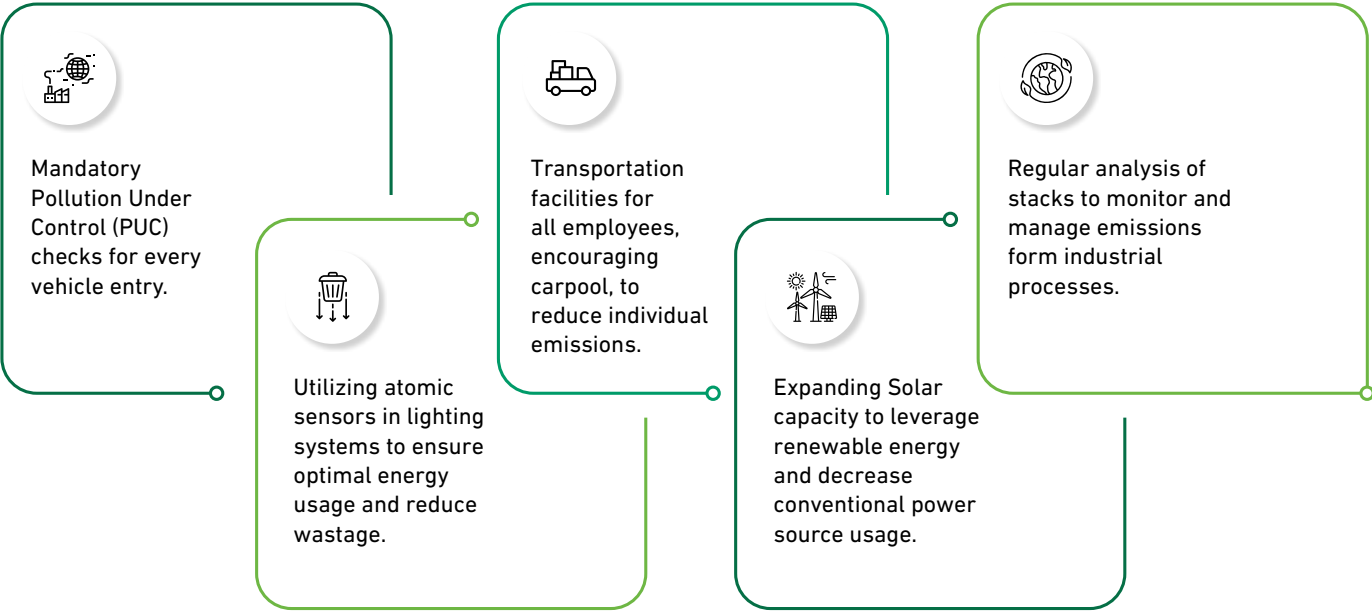 Mandatory
Pollution Under
Control (PUC)
checks for every
vehicle entry.
Utilizing atomic
sensors in lighting
systems to ensure
optimal energy
usage and reduce
wastage.
Transportation
facilities for
all employees,
encouraging
carpool, to
reduce individual
emissions.
Expanding Solar
capacity to leverage
renewable energy
and decrease
conventional power
source usage.
Regular analysis of
stacks to monitor and
manage emissions
form industrial
processes.